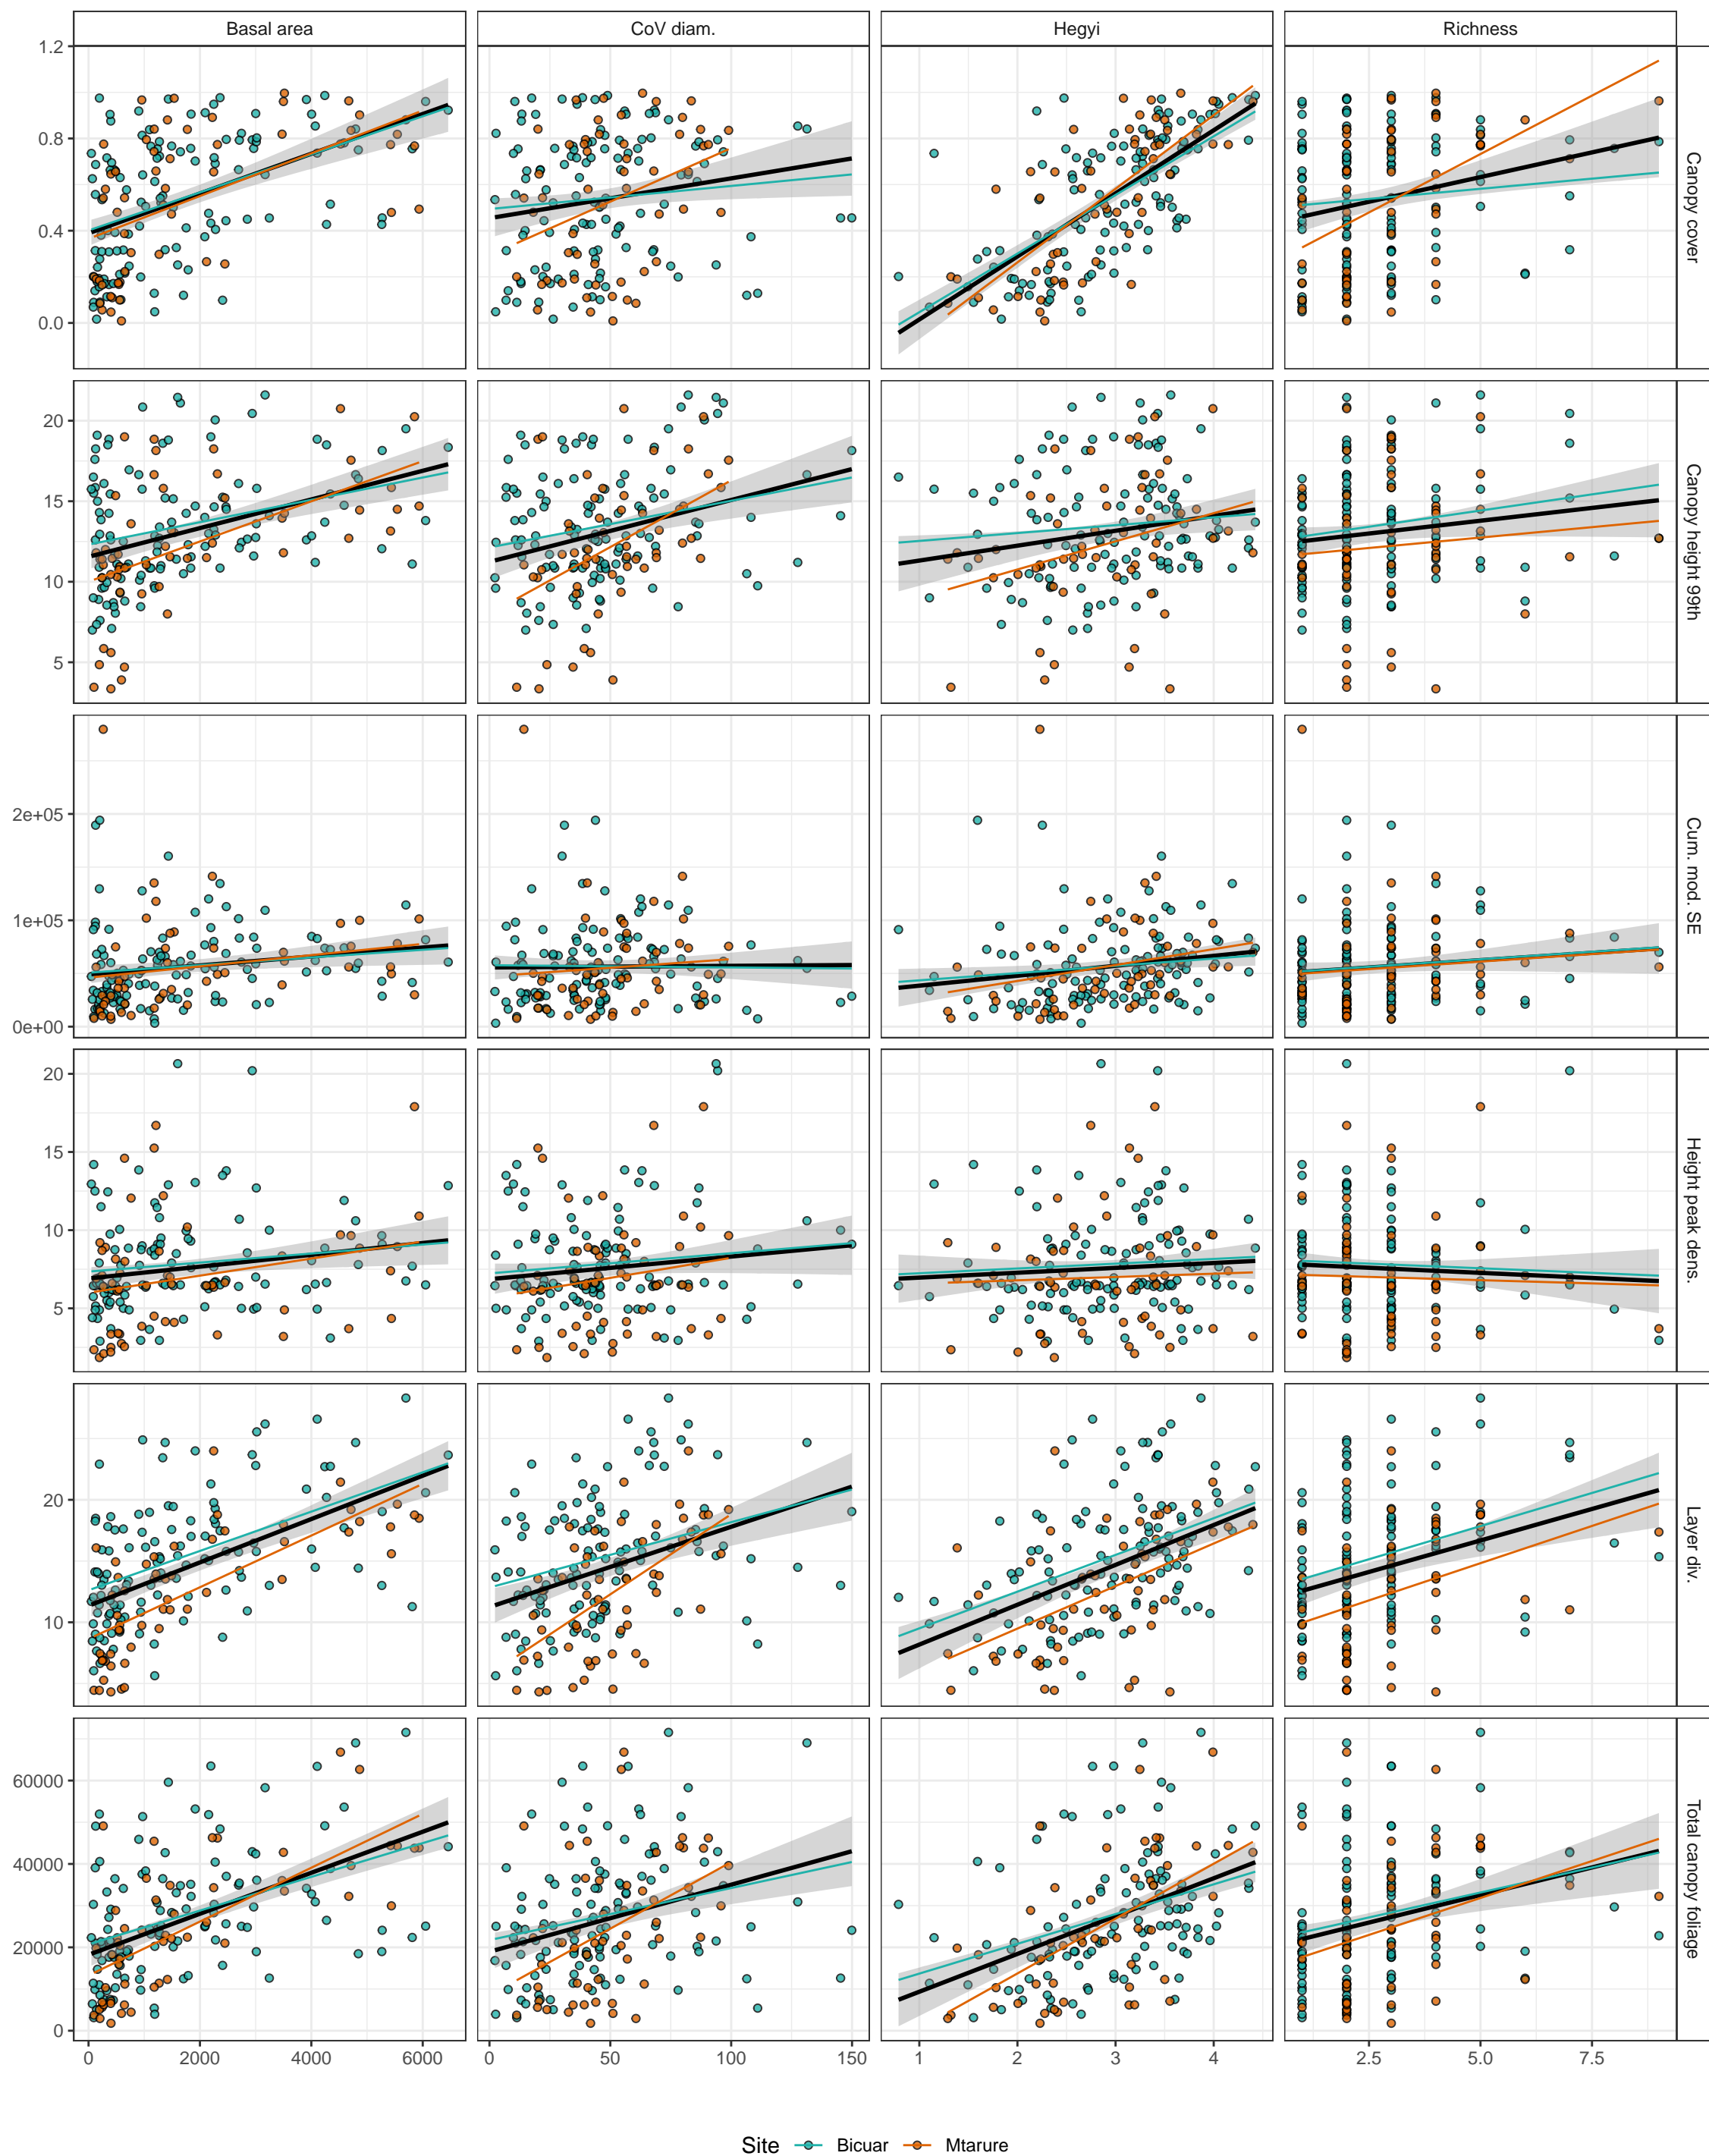 Basal area CoV diam. Hegyi Richness
1.2
0.8
0.4
0.0
Canopy cover
20
15
10
5
Canopy height 99th
2e+05
1e+05
0e+00
Cum. mod. SE
20
15
10
5
Height peak dens.
20
10
Layer div.
60000
40000
20000
0
Total canopy foliage
0 2000 4000 6000 0 50 100 150 1 2 3 4 2.5 5.0 7.5
Site Bicuar Mtarure